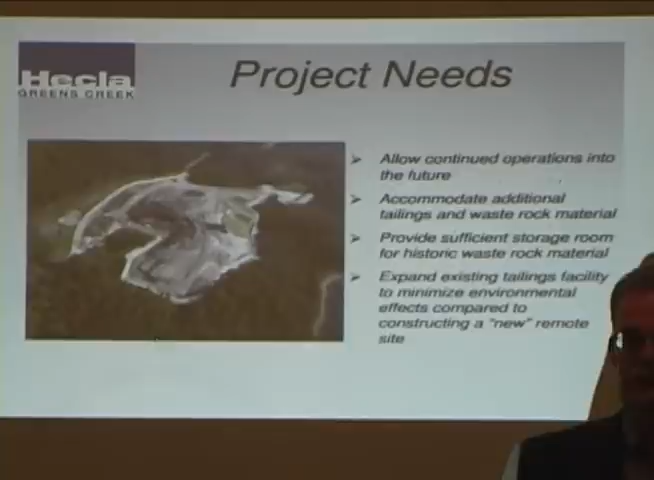 Hecla
GREENS CREEK
Project Needs
➢ Allow continued operations into
the future
➢ Accommodate additional
tailings and waste rock material
➢ Provide sufficient storage room
for historic waste rock material
➢ Expand existing tailings facility
to minimize environmental
effects compared to
constructing a "new" remote
site